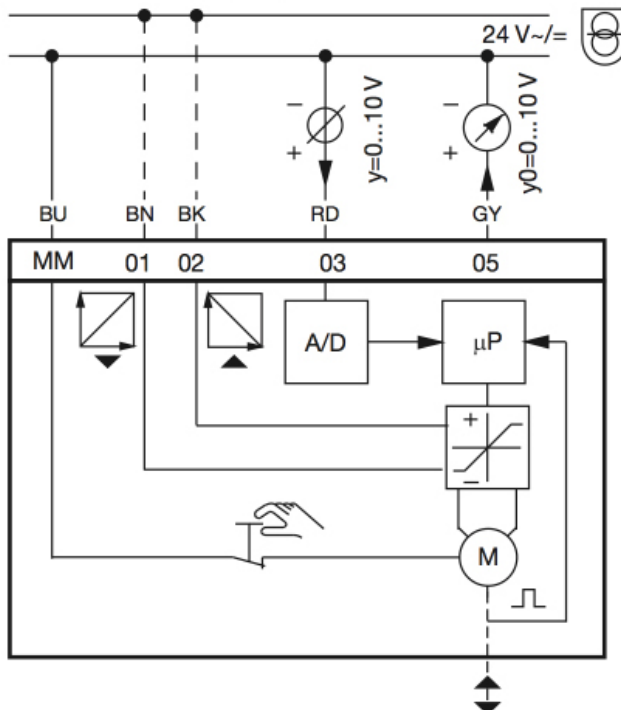 24 V~/=
− −
y=0...10 V
y0=0...10 V
+ +
BU BN BK RD GY
MM 01 02 03 05
A/D
µP
+
−
M